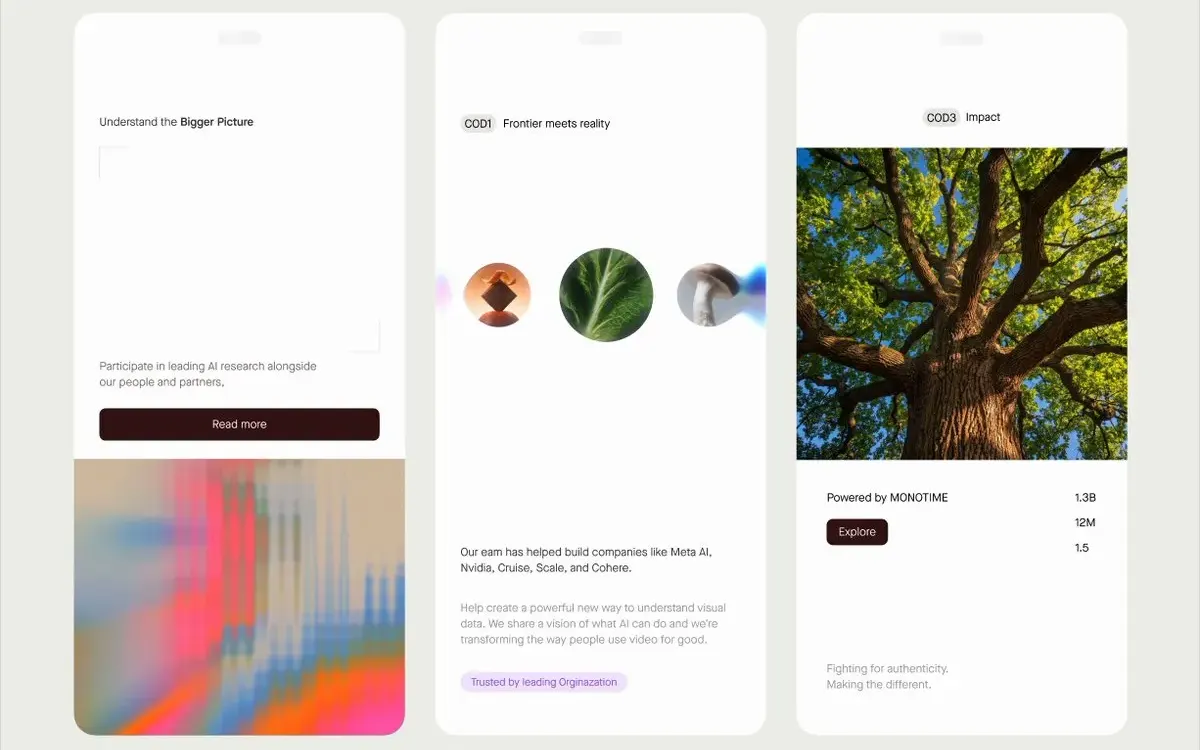 Understand the Bigger Picture
Participate in leading AI research alongside
our people and partners,
Read more
COD1 Frontier meets reality
Our eam has helped build companies like Meta AI,
Nvidia, Cruise, Scale, and Cohere.
Help create a powerful new way to understand visual
data. We share a vision of what AI can do and we're
transforming the way people use video for good.
Trusted by leading Orginazation
COD3 Impact
Powered by MONOTIME
Explore
1.3B
12M
1.5
Fighting for authenticity.
Making the different.